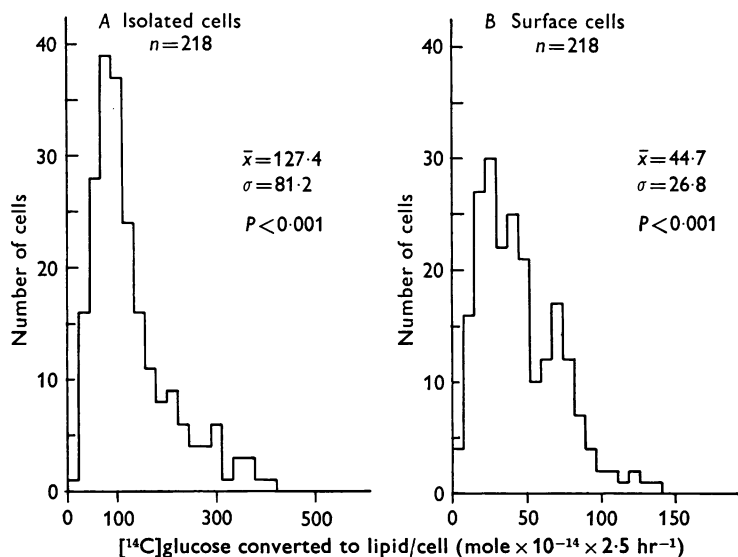 A Isolated cells
n=218
x̄=127·4
σ=81·2
P<0·001
Number of cells
40
30
20
10
0
0 100 300 500
B Surface cells
n=218
x̄=44·7
σ=26·8
P<0·001
Number of cells
40
30
20
10
0
0 50 100 150
[¹⁴C]glucose converted to lipid/cell (mole × 10⁻¹⁴ × 2·5 hr⁻¹)